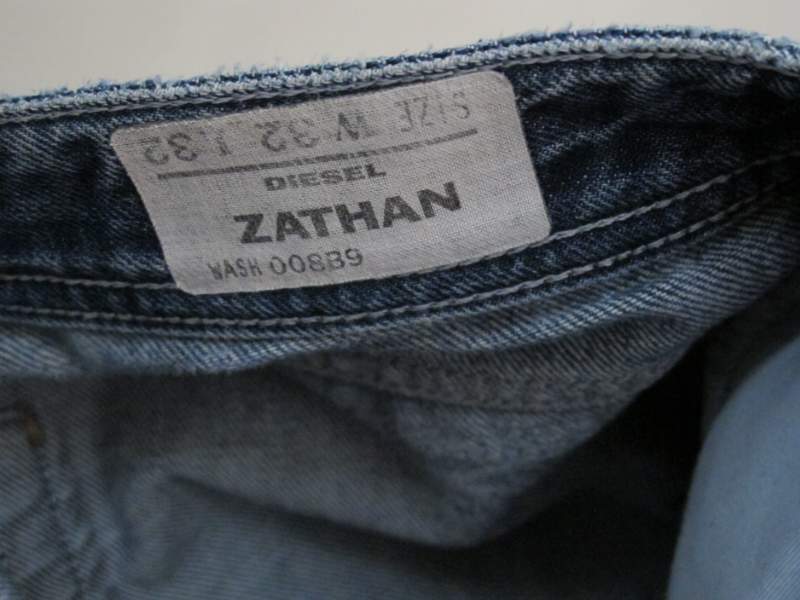 SIZE W 32 L 32
DIESEL
ZATHAN
WASH 008B9